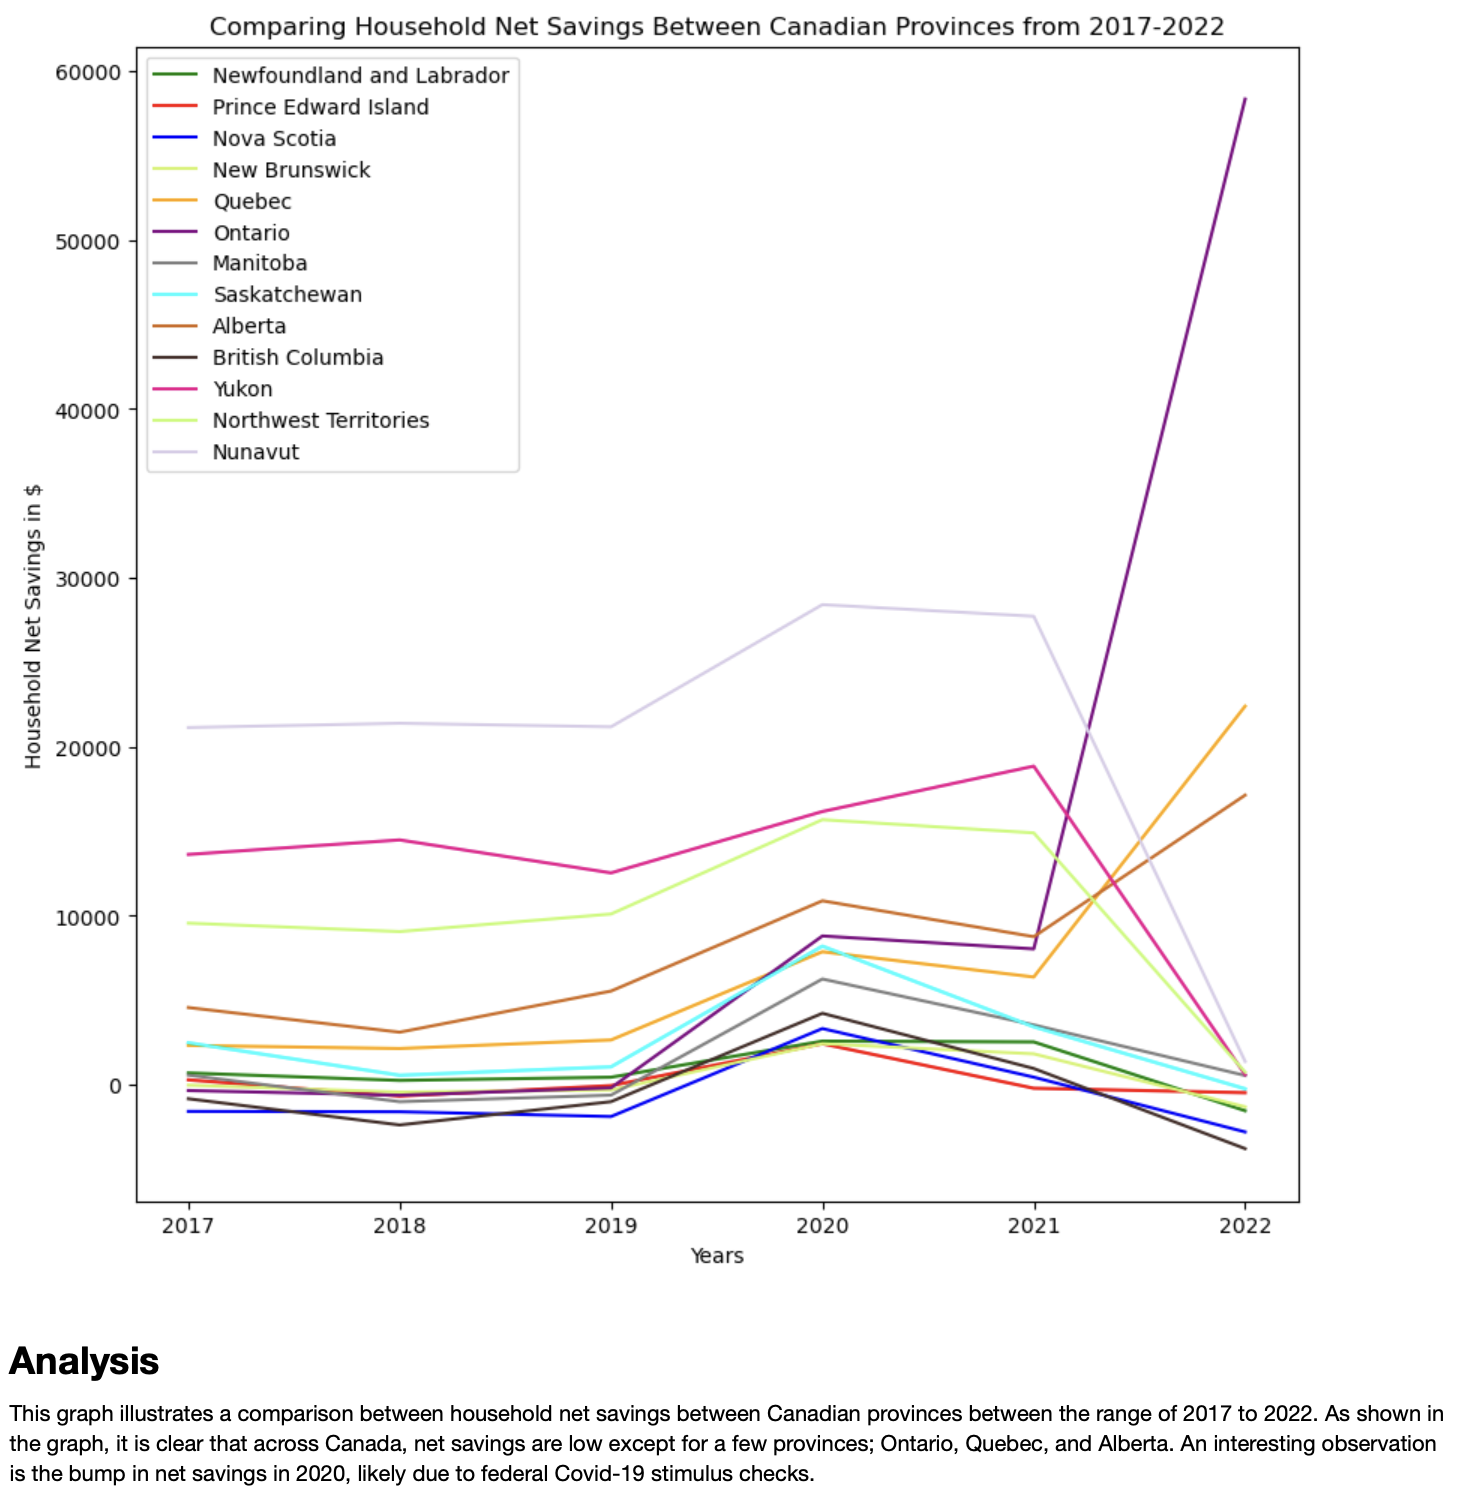 Comparing Household Net Savings Between Canadian Provinces from 2017-2022
60000
50000
40000
30000
20000
10000
0
Household Net Savings in $
Newfoundland and Labrador
Prince Edward Island
Nova Scotia
New Brunswick
Quebec
Ontario
Manitoba
Saskatchewan
Alberta
British Columbia
Yukon
Northwest Territories
Nunavut
2017
2018
2019
2020
2021
2022
Years
Analysis
This graph illustrates a comparison between household net savings between Canadian provinces between the range of 2017 to 2022. As shown in
the graph, it is clear that across Canada, net savings are low except for a few provinces; Ontario, Quebec, and Alberta. An interesting observation
is the bump in net savings in 2020, likely due to federal Covid-19 stimulus checks.